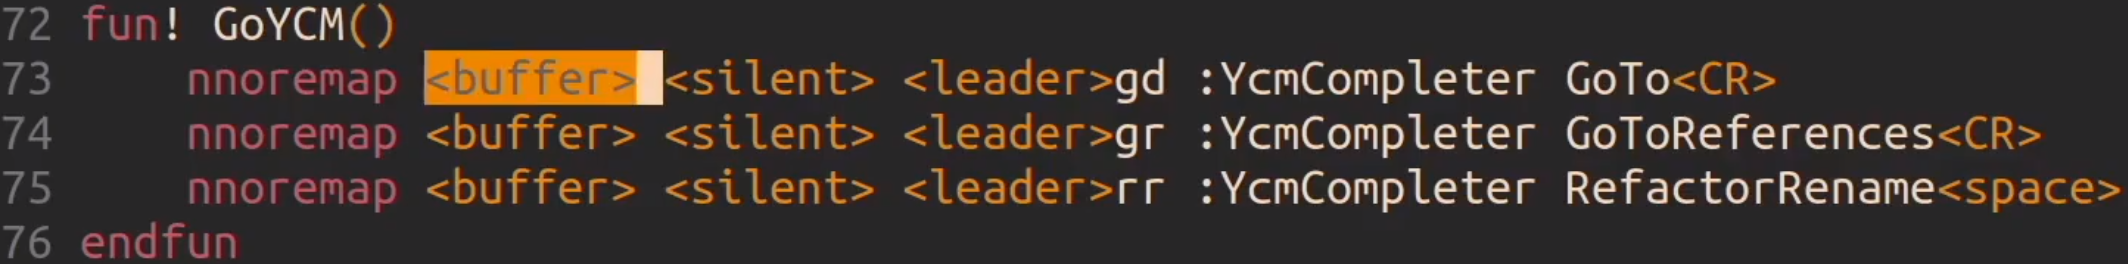 72 fun! GoYCM()
73     nnoremap <buffer> <silent> <leader>gd :YcmCompleter GoTo<CR>
74     nnoremap <buffer> <silent> <leader>gr :YcmCompleter GoToReferences<CR>
75     nnoremap <buffer> <silent> <leader>rr :YcmCompleter RefactorRename<space>
76 endfun